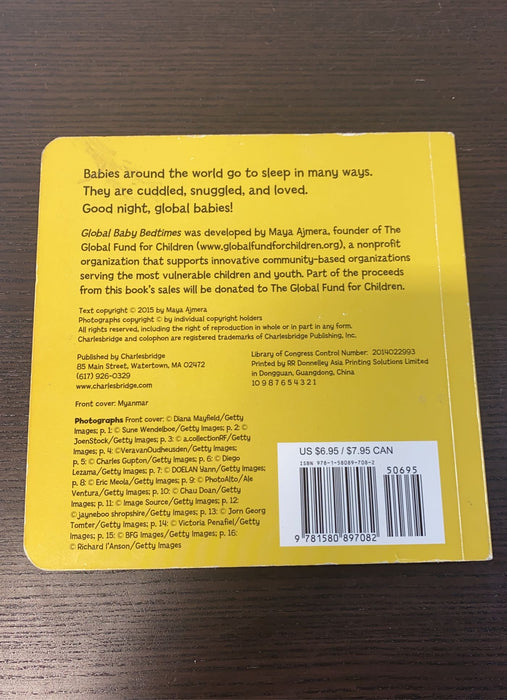 Babies around the world go to sleep in many ways.
They are cuddled, snuggled, and loved.
Good night, global babies!
Global Baby Bedtimes was developed by Maya Ajmera, founder of The
Global Fund for Children (www.globalfundforchildren.org), a nonprofit
organization that supports innovative community-based organizations
serving the most vulnerable children and youth. Part of the proceeds
from this book's sales will be donated to The Global Fund for Children.
Text copyright © 2015 by Maya Ajmera
Photographs copyright © by individual copyright holders
All rights reserved, including the right of reproduction in whole or in part in any form.
Charlesbridge and colophon are registered trademarks of Charlesbridge Publishing, Inc.
Published by Charlesbridge
85 Main Street, Watertown, MA 02472
(617) 926-0329
www.charlesbridge.com
Library of Congress Control Number: 2014022993
Printed by RR Donnelley Asia Printing Solutions Limited
in Dongguan, Guangdong, China
10 9 8 7 6 5 4 3 2 1
Front cover: Myanmar
Photographs Front cover: © Diana Mayfield/Getty
Images; p. 1: © Sune Wendelboe/Getty Images; p. 2: ©
JoenStock/Getty Images; p. 3: © a.collectionRF/Getty
Images; p. 4: ©VeravanOudheusden/Getty Images;
p. 5: © Charles Gupton/Getty Images; p. 6: © Diego
Lezama/Getty Images; p. 7: © DOELAN Yann/Getty Images;
p. 8: © Eric Meola/Getty Images; p. 9: © PhotoAlto/Ale
Ventura/Getty Images; p. 10: © Chau Doan/Getty
Images; p. 11: © Image Source/Getty Images; p. 12:
©jayneboo shropshire/Getty Images; p. 13: © Jorn Georg
Tomter/Getty Images; p. 14: © Victoria Penafiel/Getty
Images; p. 15: © BFG Images/Getty Images; p. 16:
© Richard I'Anson/Getty Images
US $6.95 / $7.95 CAN
ISBN 978-1-58089-708-2
50695
9 781580 897082